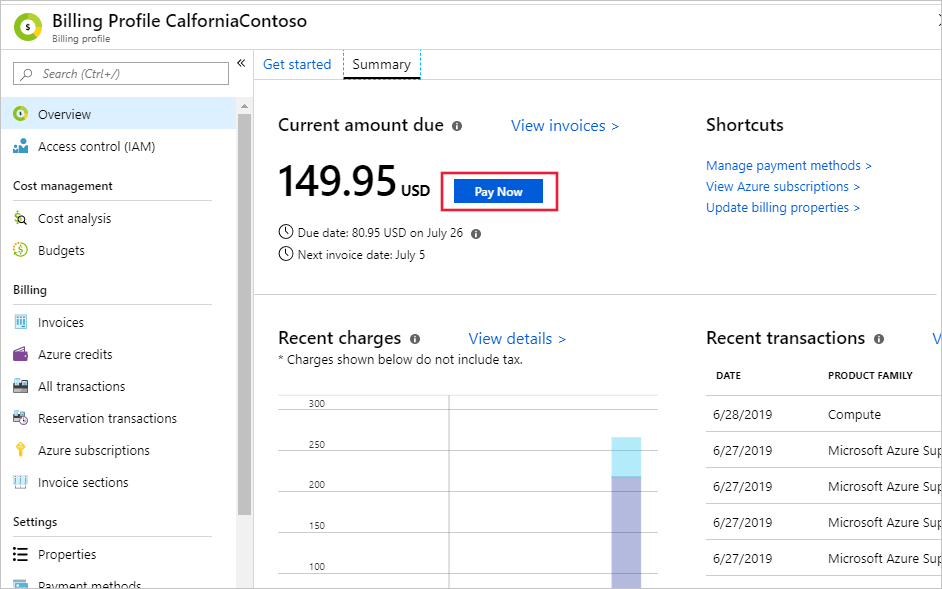 Billing Profile CalforniaContoso
Billing profile
Search (Ctrl+/)
«
Overview
Access control (IAM)
Cost management
Cost analysis
Budgets
Billing
Invoices
Azure credits
All transactions
Reservation transactions
Azure subscriptions
Invoice sections
Settings
Properties
Payment methods
Get started
Summary
Current amount due
View invoices >
149.95 USD
Pay Now
Due date: 80.95 USD on July 26
Next invoice date: July 5
Shortcuts
Manage payment methods >
View Azure subscriptions >
Update billing properties >
Recent charges
View details >
* Charges shown below do not include tax.
300
250
200
150
100
Recent transactions
V
DATE PRODUCT FAMILY
6/28/2019 Compute
6/27/2019 Microsoft Azure Sup
6/27/2019 Microsoft Azure Sup
6/27/2019 Microsoft Azure Sup
6/27/2019 Microsoft Azure Sup